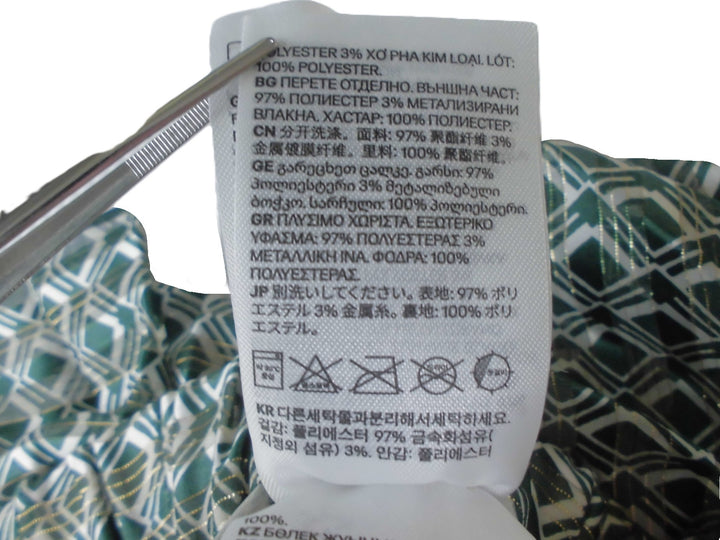 POLYESTER 3% XƠ PHA KIM LOẠI. LÓT:
100% POLYESTER.
BG ПЕРЕТЕ ОТДЕЛНО. ВЪНШНА ЧАСТ:
97% ПОЛИЕСТЕР 3% МЕТАЛИЗИРАНИ
ВЛАКНА. ХАСТАР: 100% ПОЛИЕСТЕР.
CN 分开洗涤。面料: 97% 聚酯纤维 3%
金属镀膜纤维。里料: 100% 聚酯纤维。
GE გარეცხეთ ცალკე. გარსი: 97%
პოლიესტერი 3% მეტალიზებული
ბოჭკო. სარჩული: 100% პოლიესტერი.
GR ΠΛΥΣΙΜΟ ΧΩΡΙΣΤΑ. ΕΞΩΤΕΡΙΚΟ
ΥΦΑΣΜΑ: 97% ΠΟΛΥΕΣΤΕΡΑΣ 3%
ΜΕΤΑΛΛΙΚΗ ΙΝΑ. ΦΟΔΡΑ: 100%
ΠΟΛΥΕΣΤΕΡΑΣ.
JP 別洗いしてください。表地: 97% ポリ
エステル 3% 金属糸。裏地: 100% ポリ
エステル。
약 30°C
중성
KR 다른세탁물과분리해서세탁하세요.
겉감: 폴리에스터 97% 금속화섬유(
지정외 섬유) 3%. 안감: 폴리에스터
100%.
KZ БӨЛЕК